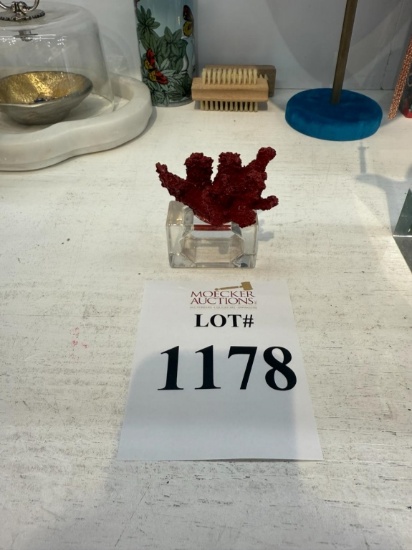 MOECKER
AUCTIONS
LOT#
1178